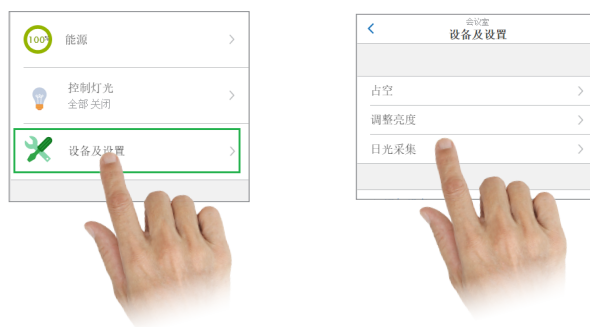 100%
能源
控制灯光
全部 关闭
设备及设置
会议室
设备及设置
占空
调整亮度
日光采集